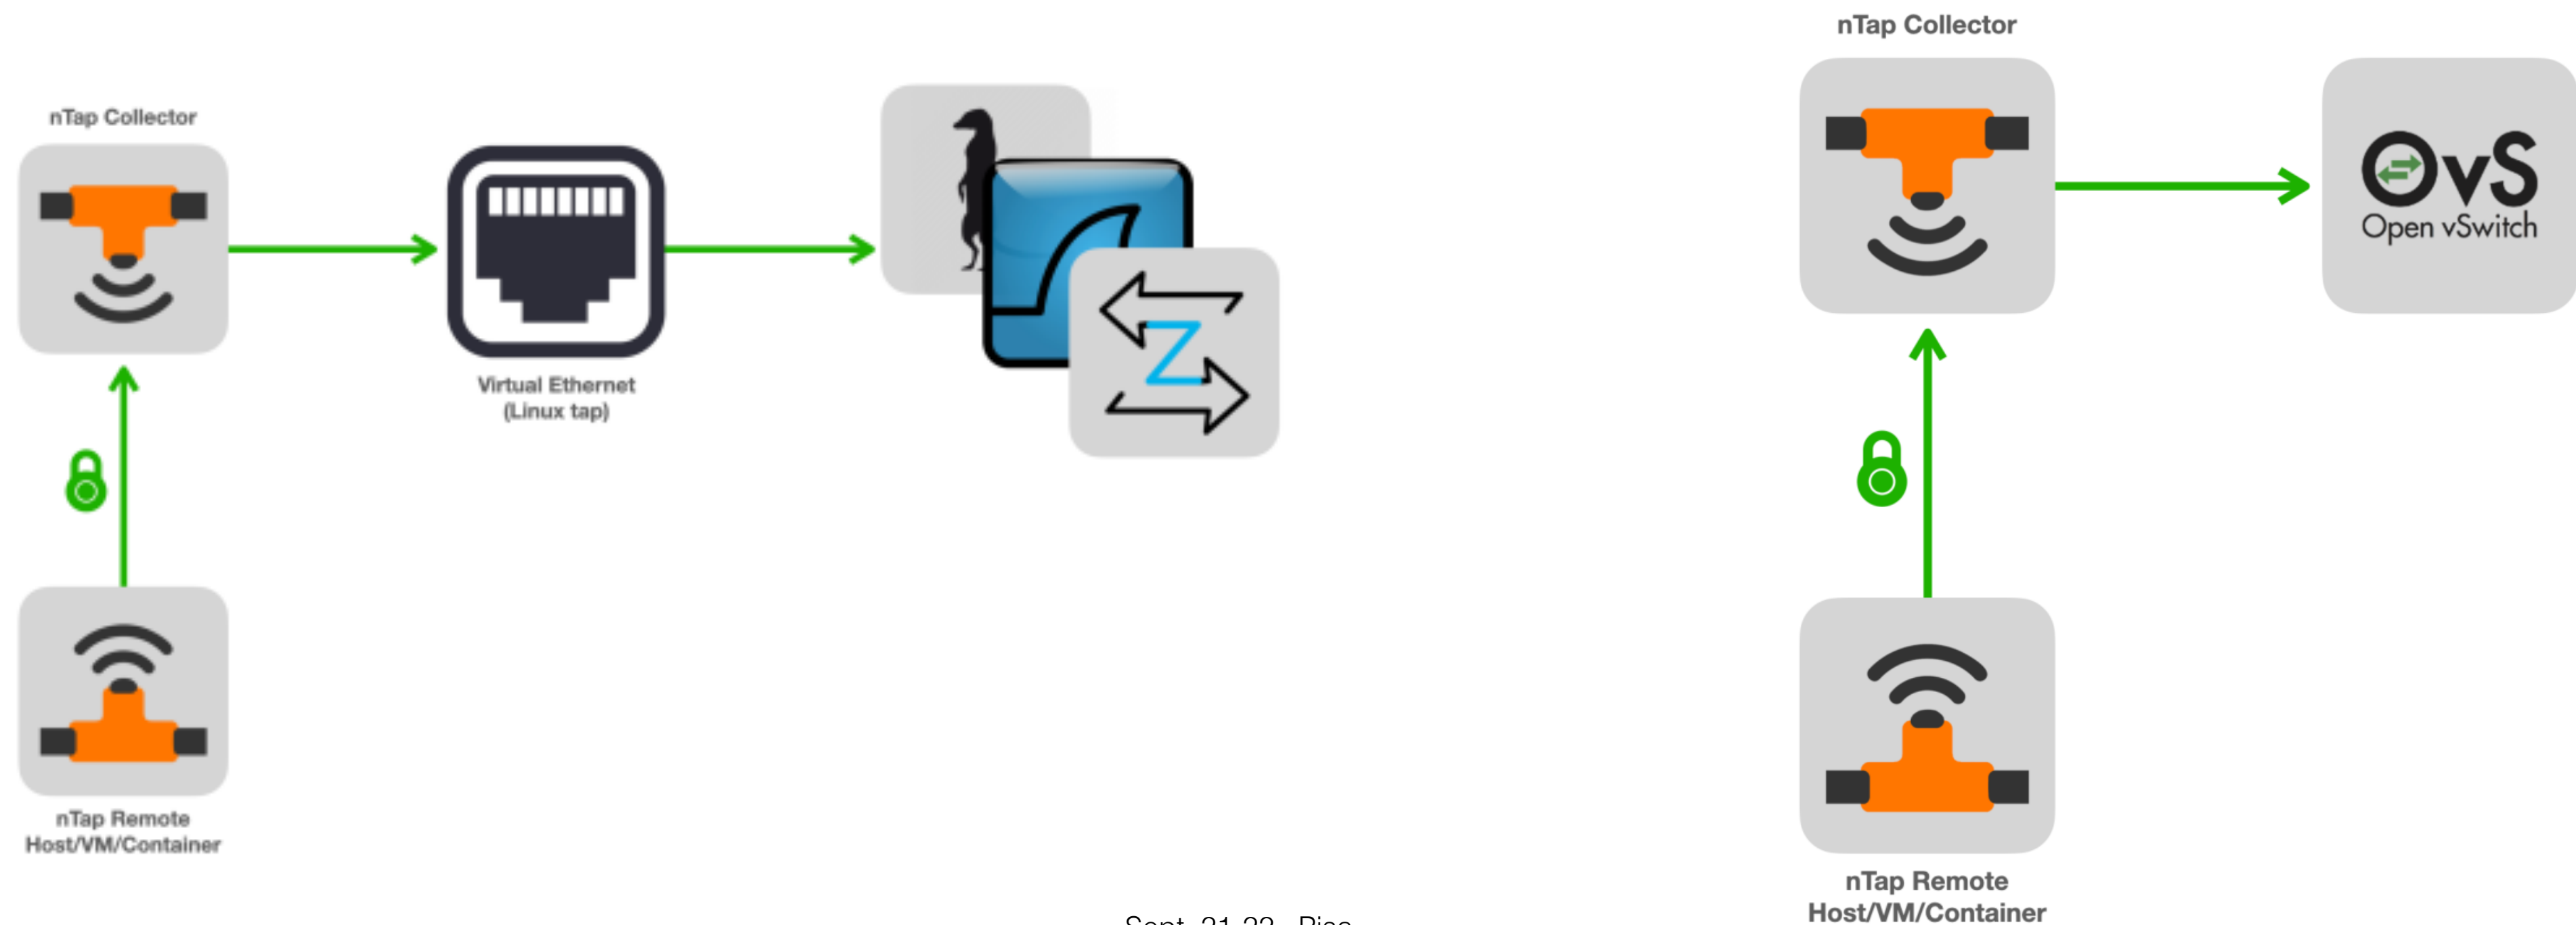 nTap Collector
Virtual Ethernet
(Linux tap)
Z
nTap Remote
Host/VM/Container
nTap Collector
OvS
Open vSwitch
nTap Remote
Host/VM/Container